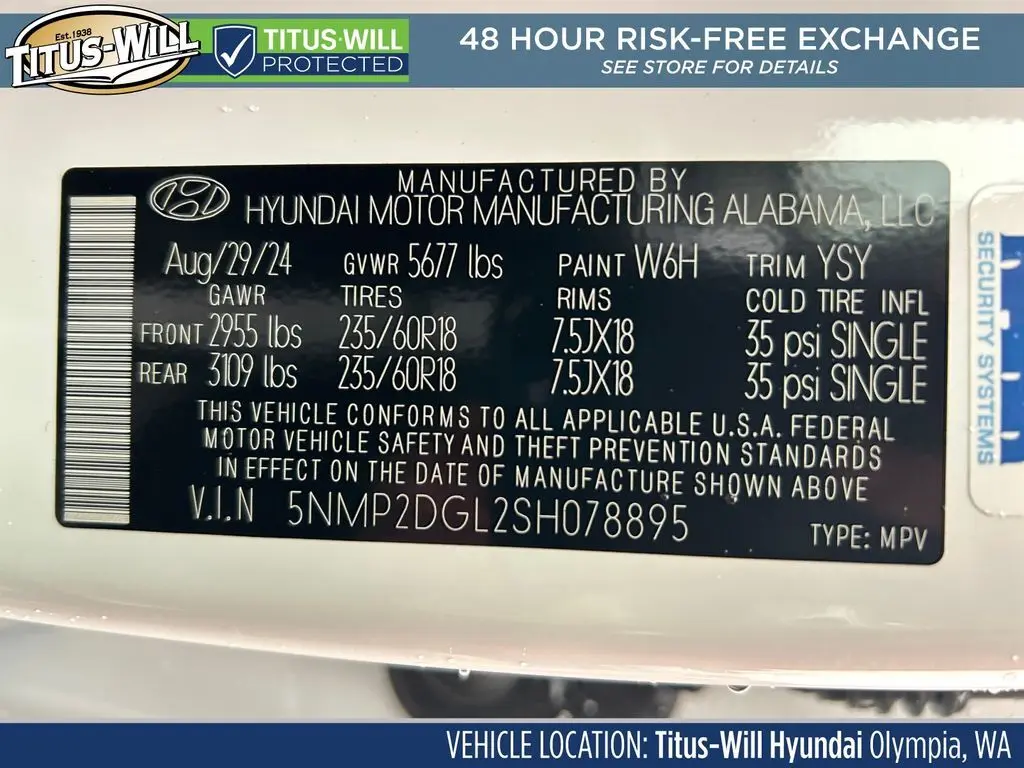 Est. 1938
TITUS-WILL
TITUS-WILL
PROTECTED
48 HOUR RISK-FREE EXCHANGE
SEE STORE FOR DETAILS
MANUFACTURED BY
HYUNDAI MOTOR MANUFACTURING ALABAMA, LLC
Aug/29/24 GVWR 5677 lbs PAINT W6H TRIM YSY
GAWR TIRES RIMS COLD TIRE INFL
FRONT 2955 lbs 235/60R18 7.5JX18 35 psi SINGLE
REAR 3109 lbs 235/60R18 7.5JX18 35 psi SINGLE
THIS VEHICLE CONFORMS TO ALL APPLICABLE U.S.A. FEDERAL
MOTOR VEHICLE SAFETY AND THEFT PREVENTION STANDARDS
IN EFFECT ON THE DATE OF MANUFACTURE SHOWN ABOVE
V.I.N 5NMP2DGL2SH078895
TYPE: MPV
SECURITY SYSTEMS
VEHICLE LOCATION: Titus-Will Hyundai Olympia, WA